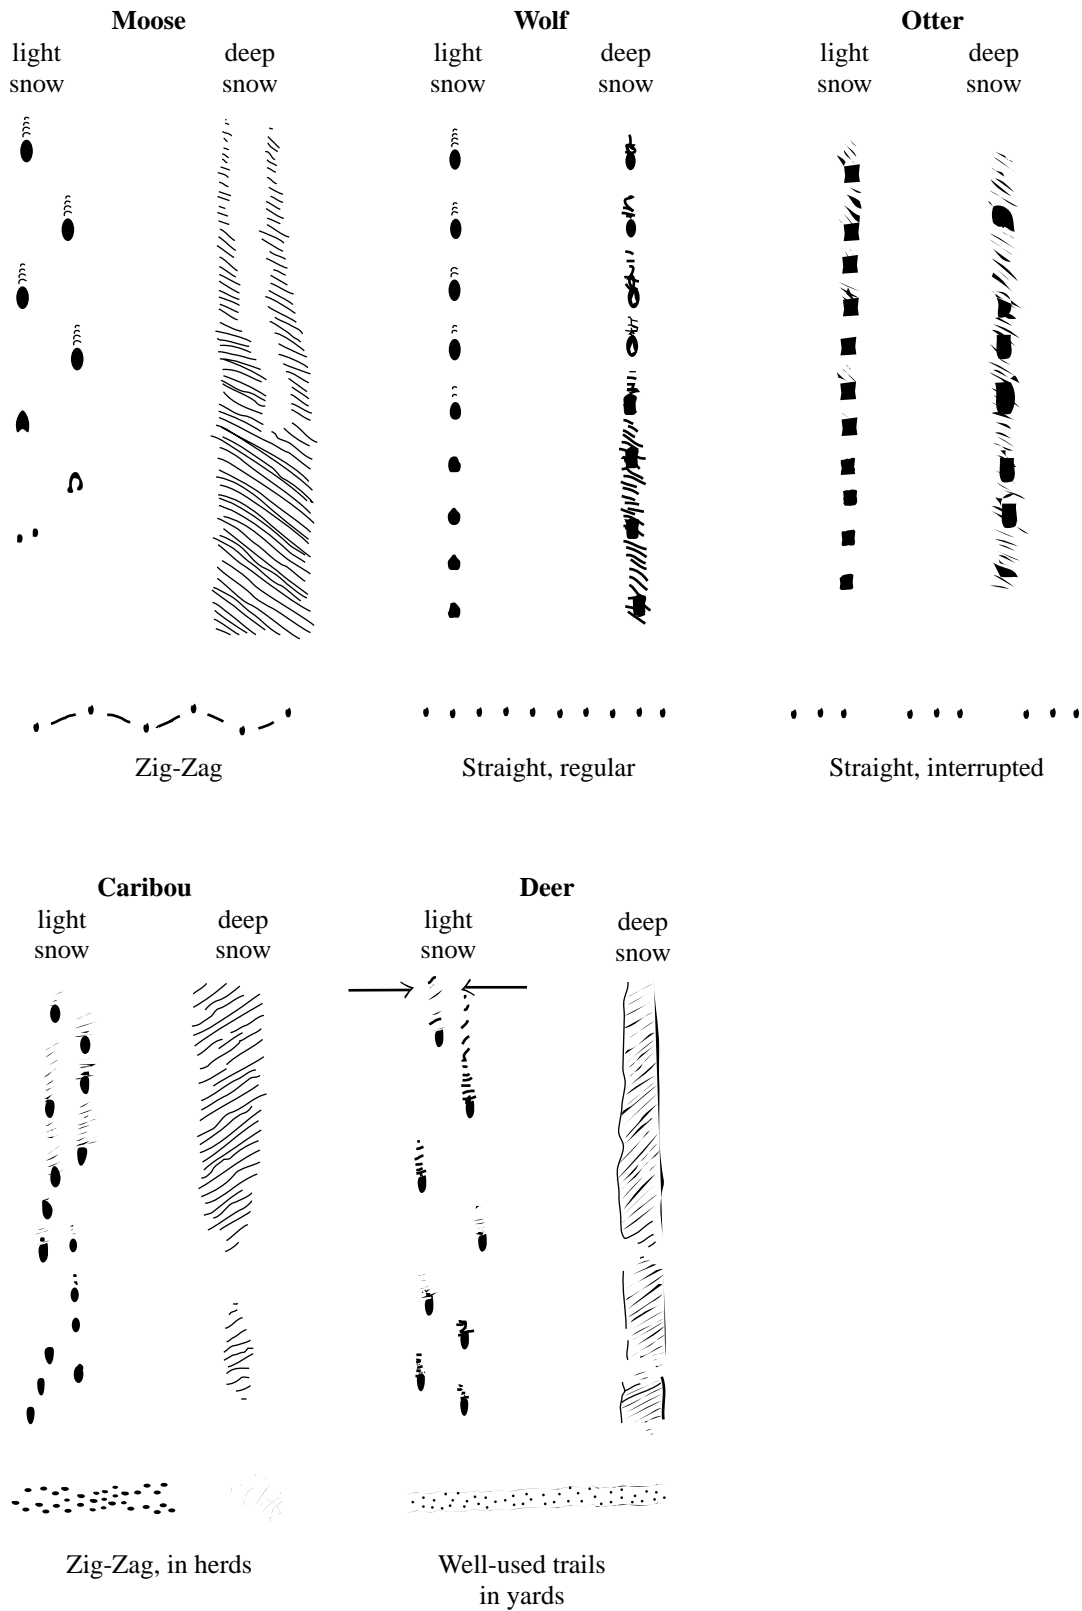 Moose
light
snow
deep
snow
Wolf
light
snow
deep
snow
Otter
light
snow
deep
snow
Zig-Zag
Straight, regular
Straight, interrupted
Caribou
light
snow
deep
snow
Deer
light
snow
deep
snow
Zig-Zag, in herds
Well-used trails
in yards